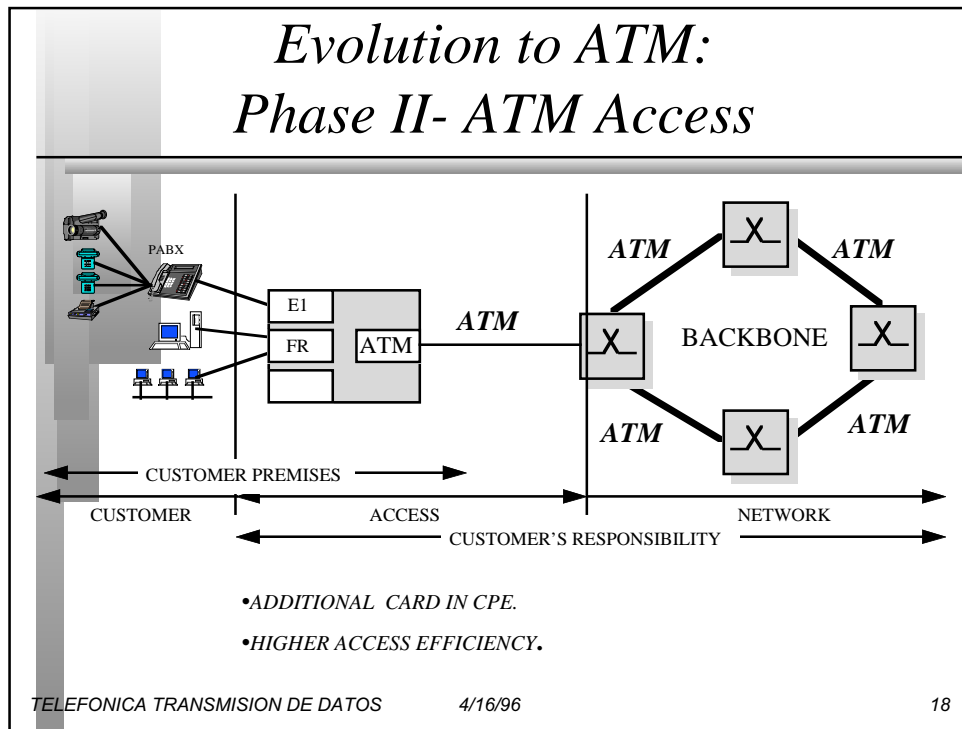 Evolution to ATM:
Phase II- ATM Access
PABX
E1
FR
ATM
ATM
ATM
ATM
BACKBONE
ATM
ATM
CUSTOMER PREMISES
CUSTOMER
ACCESS
NETWORK
CUSTOMER’S RESPONSIBILITY
•ADDITIONAL CARD IN CPE.
•HIGHER ACCESS EFFICIENCY.
TELEFONICA TRANSMISION DE DATOS 4/16/96 18